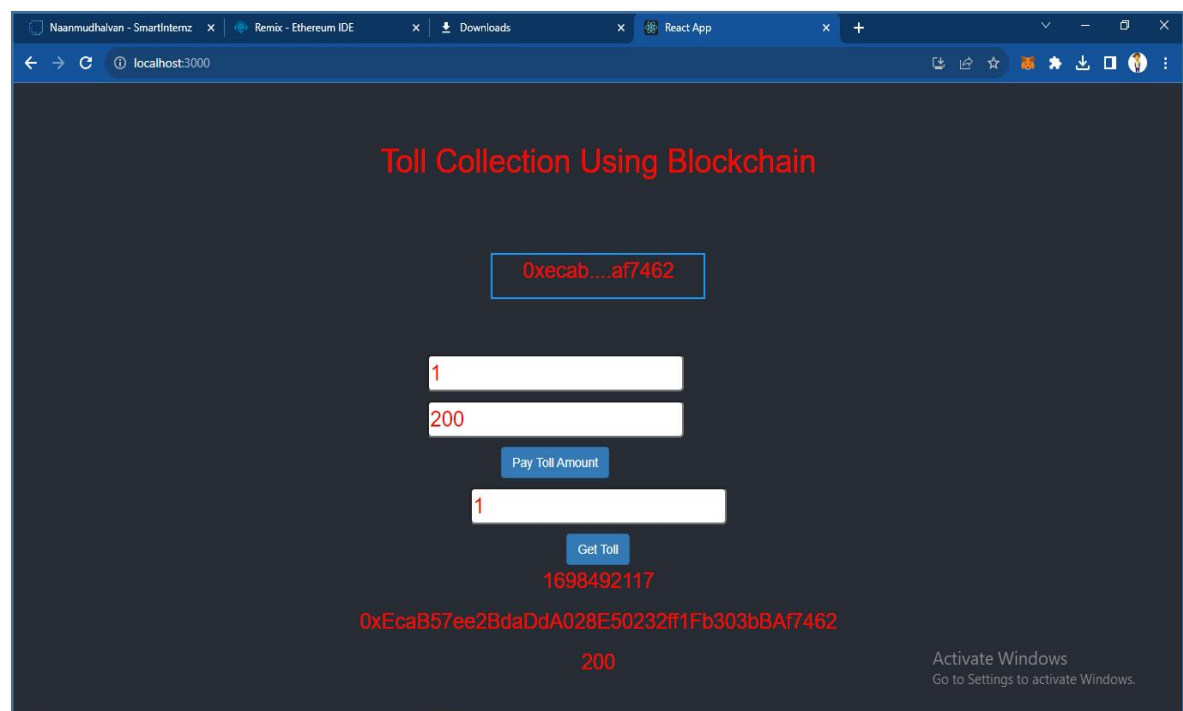 Naanmudhalvan - SmartInternz
Remix - Ethereum IDE
Downloads
React App
localhost:3000
Toll Collection Using Blockchain
0xecab....af7462
1
200
Pay Toll Amount
1
Get Toll
1698492117
0xEcaB57ee2BdaDdA028E50232ff1Fb303bBAf7462
200
Activate Windows
Go to Settings to activate Windows.